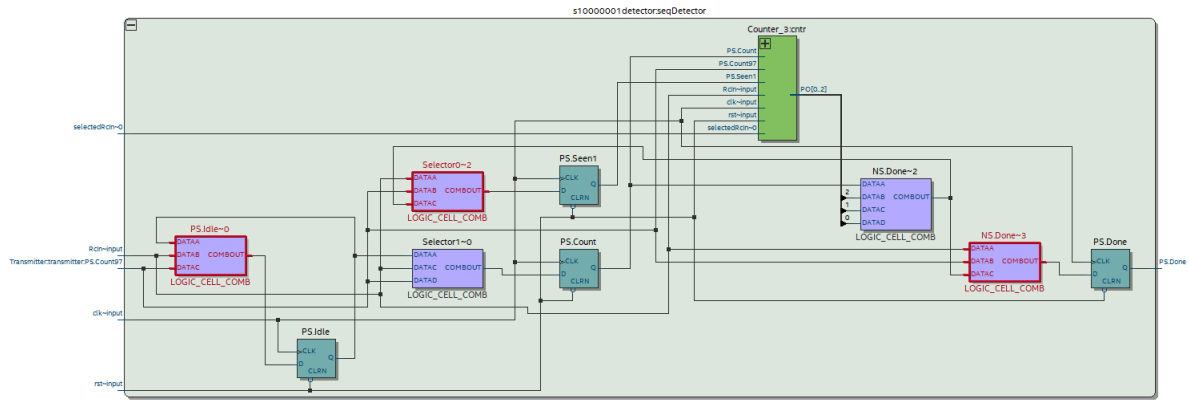 s10000001detector:seqDetector
Counter_3:cntr
PS.Count
PS.Count97
PS.Seen1
RcIn~input
clk~input
rst~input
selectedRcIn~0
PO[0..2]
selectedRcIn~0
Selector0~2
DATAA
DATAB COMBOUT
DATAC
LOGIC_CELL_COMB
PS.Seen1
CLK
Q
D
CLRN
NS.Done~2
DATAA
2
DATAB COMBOUT
1
DATAC
0
DATAD
LOGIC_CELL_COMB
PS.Idle~0
DATAA
DATAB COMBOUT
DATAC
LOGIC_CELL_COMB
RcIn~input
Transmitter:transmitter:PS.Count97
Selector1~0
DATAA
DATAC COMBOUT
DATAD
LOGIC_CELL_COMB
PS.Count
CLK
Q
D
CLRN
NS.Done~3
DATAA
DATAB COMBOUT
DATAC
LOGIC_CELL_COMB
PS.Done
CLK
Q
D
CLRN
PS.Done
clk~input
PS.Idle
CLK
Q
D
CLRN
rst~input